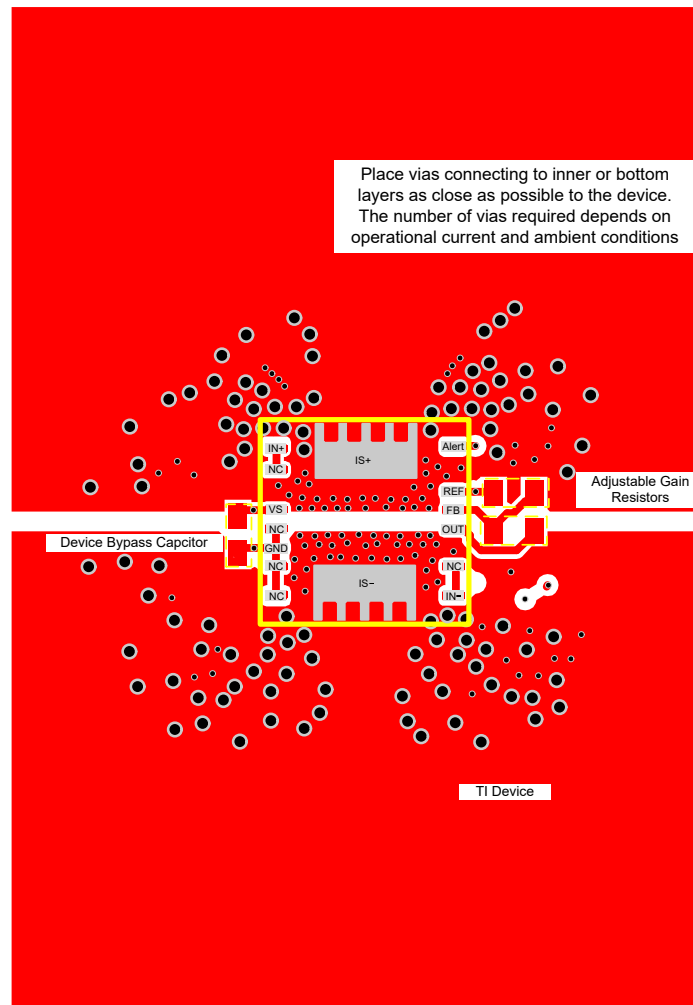 Place vias connecting to inner or bottom
layers as close as possible to the device.
The number of vias required depends on
operational current and ambient conditions
IN+
NC
IS+
Alert
REF
Adjustable Gain
Resistors
VS
FB
NC
OUT
Device Bypass Capcitor
GND
NC
NC
IS−
NC
IN−
TI Device